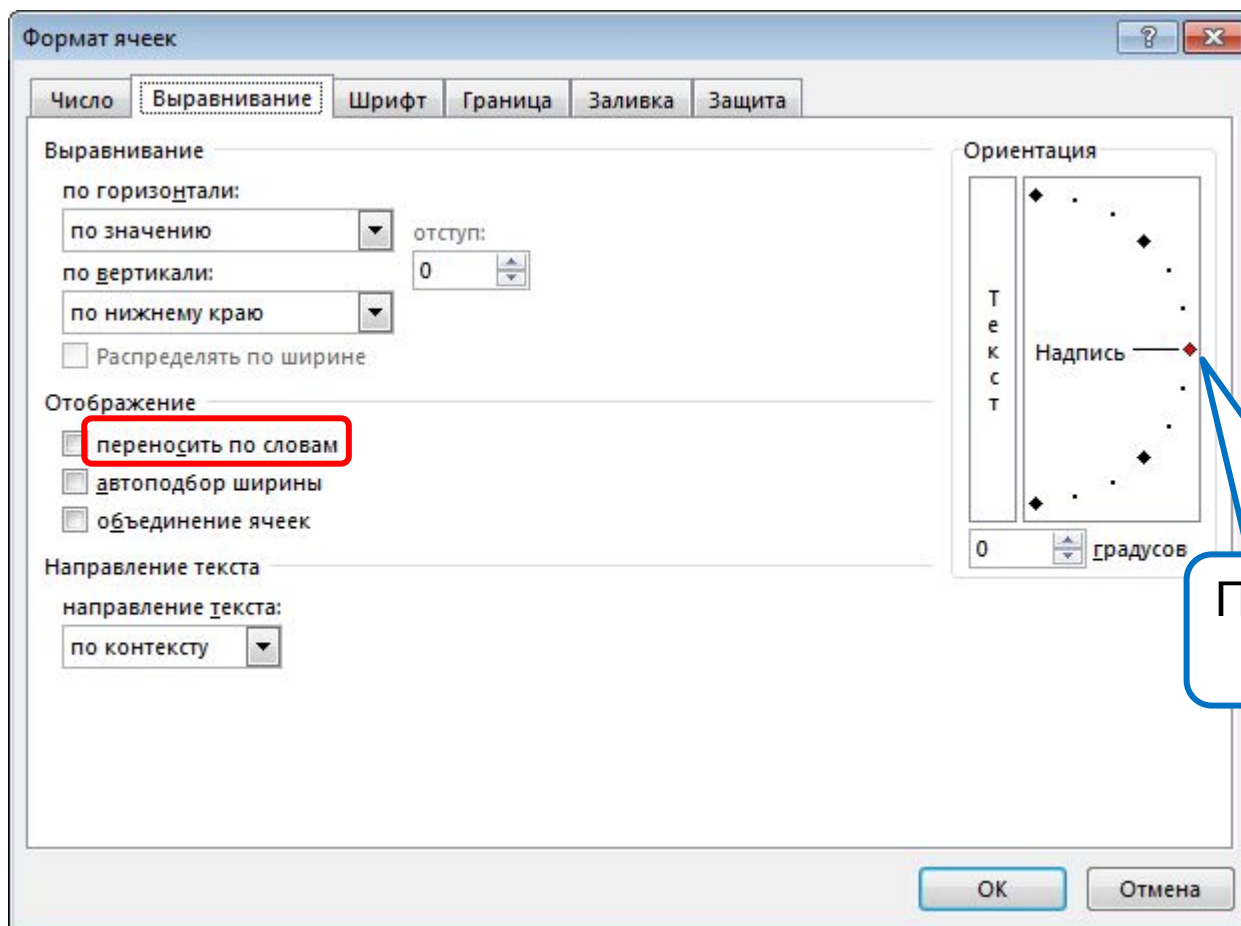 Формат ячеек
Число Выравнивание Шрифт Граница Заливка Защита
Выравнивание
по горизонтали:
по значению
отступ:
0
по вертикали:
по нижнему краю
Распределять по ширине
Отображение
переносить по словам
автоподбор ширины
объединение ячеек
Направление текста
направление текста:
по контексту
Ориентация
Текст
Надпись
0 градусов
ОК Отмена